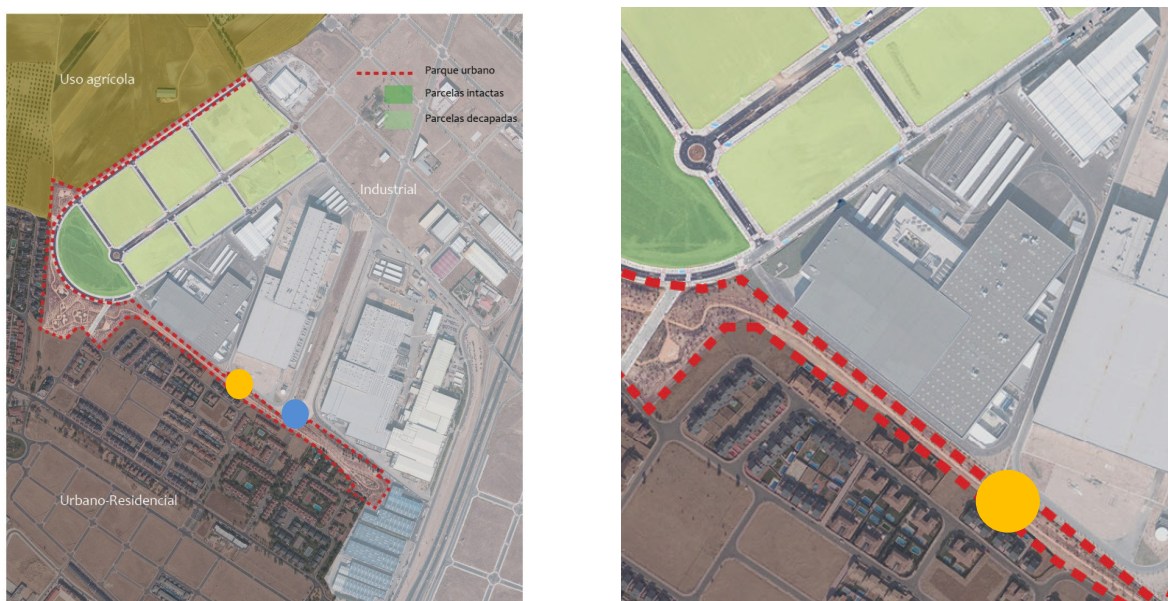 Uso agrícola
Parque urbano
Parcelas intactas
Parcelas decapadas
Industrial
Urbano-Residencial